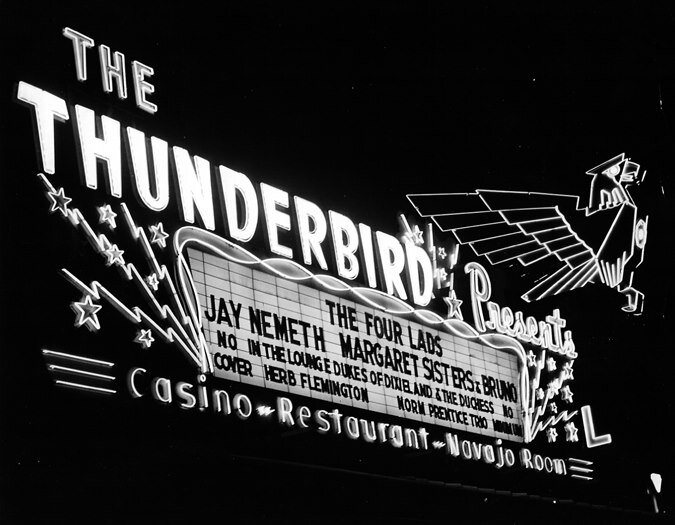 THE
THUNDERBIRD
Presents
THE FOUR LADS
JAY NEMETH MARGARET SISTERS & BRUNO
NO IN THE LOUNGE DUKES OF DIXIELAND & THE DUCHESS NO
COVER HERB FLEMINGTON NORM PRENTICE TRIO MINIMUM
Casino~Restaurant~Navajo Room
L